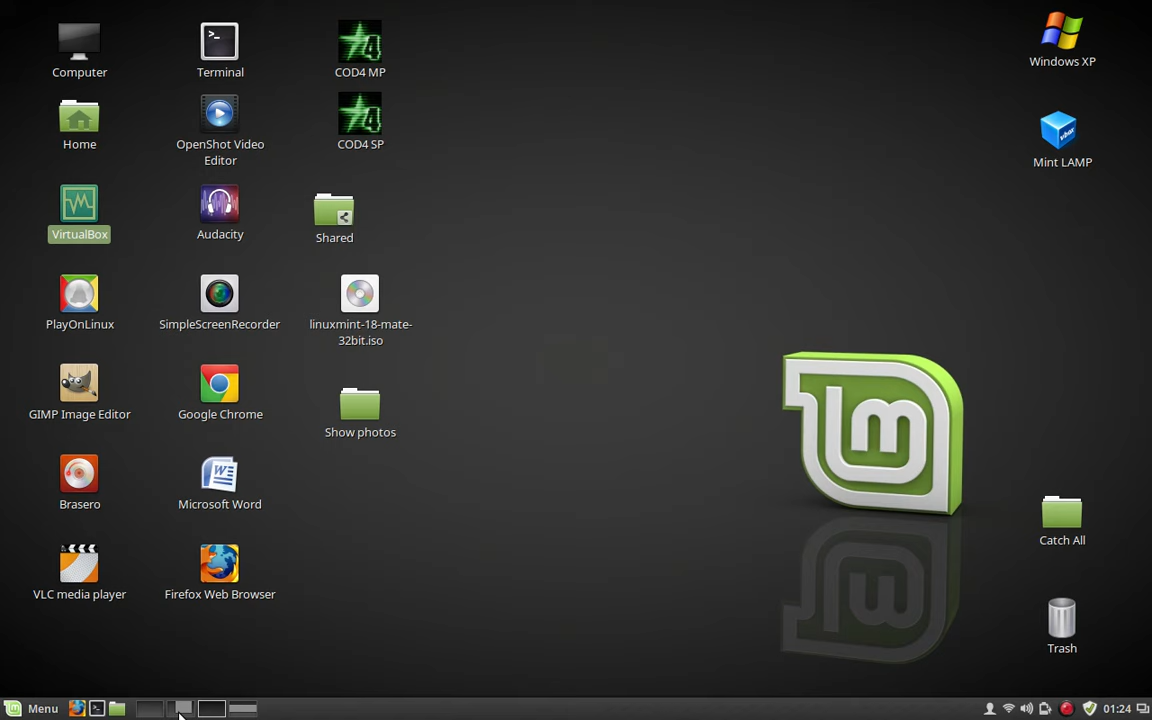 Computer
Terminal
COD4 MP
Windows XP
Home
OpenShot Video
Editor
COD4 SP
Mint LAMP
VirtualBox
Audacity
Shared
PlayOnLinux
SimpleScreenRecorder
linuxmint-18-mate-
32bit.iso
GIMP Image Editor
Google Chrome
Show photos
Brasero
Microsoft Word
Catch All
VLC media player
Firefox Web Browser
Trash
Menu
01:24